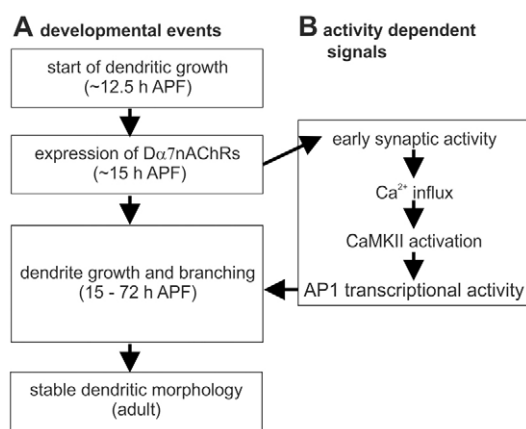 A developmental events
start of dendritic growth
(~12.5 h APF)
expression of Dα7nAChRs
(~15 h APF)
dendrite growth and branching
(15 - 72 h APF)
stable dendritic morphology
(adult)
B activity dependent
signals
early synaptic activity
Ca²⁺ influx
CaMKII activation
AP1 transcriptional activity